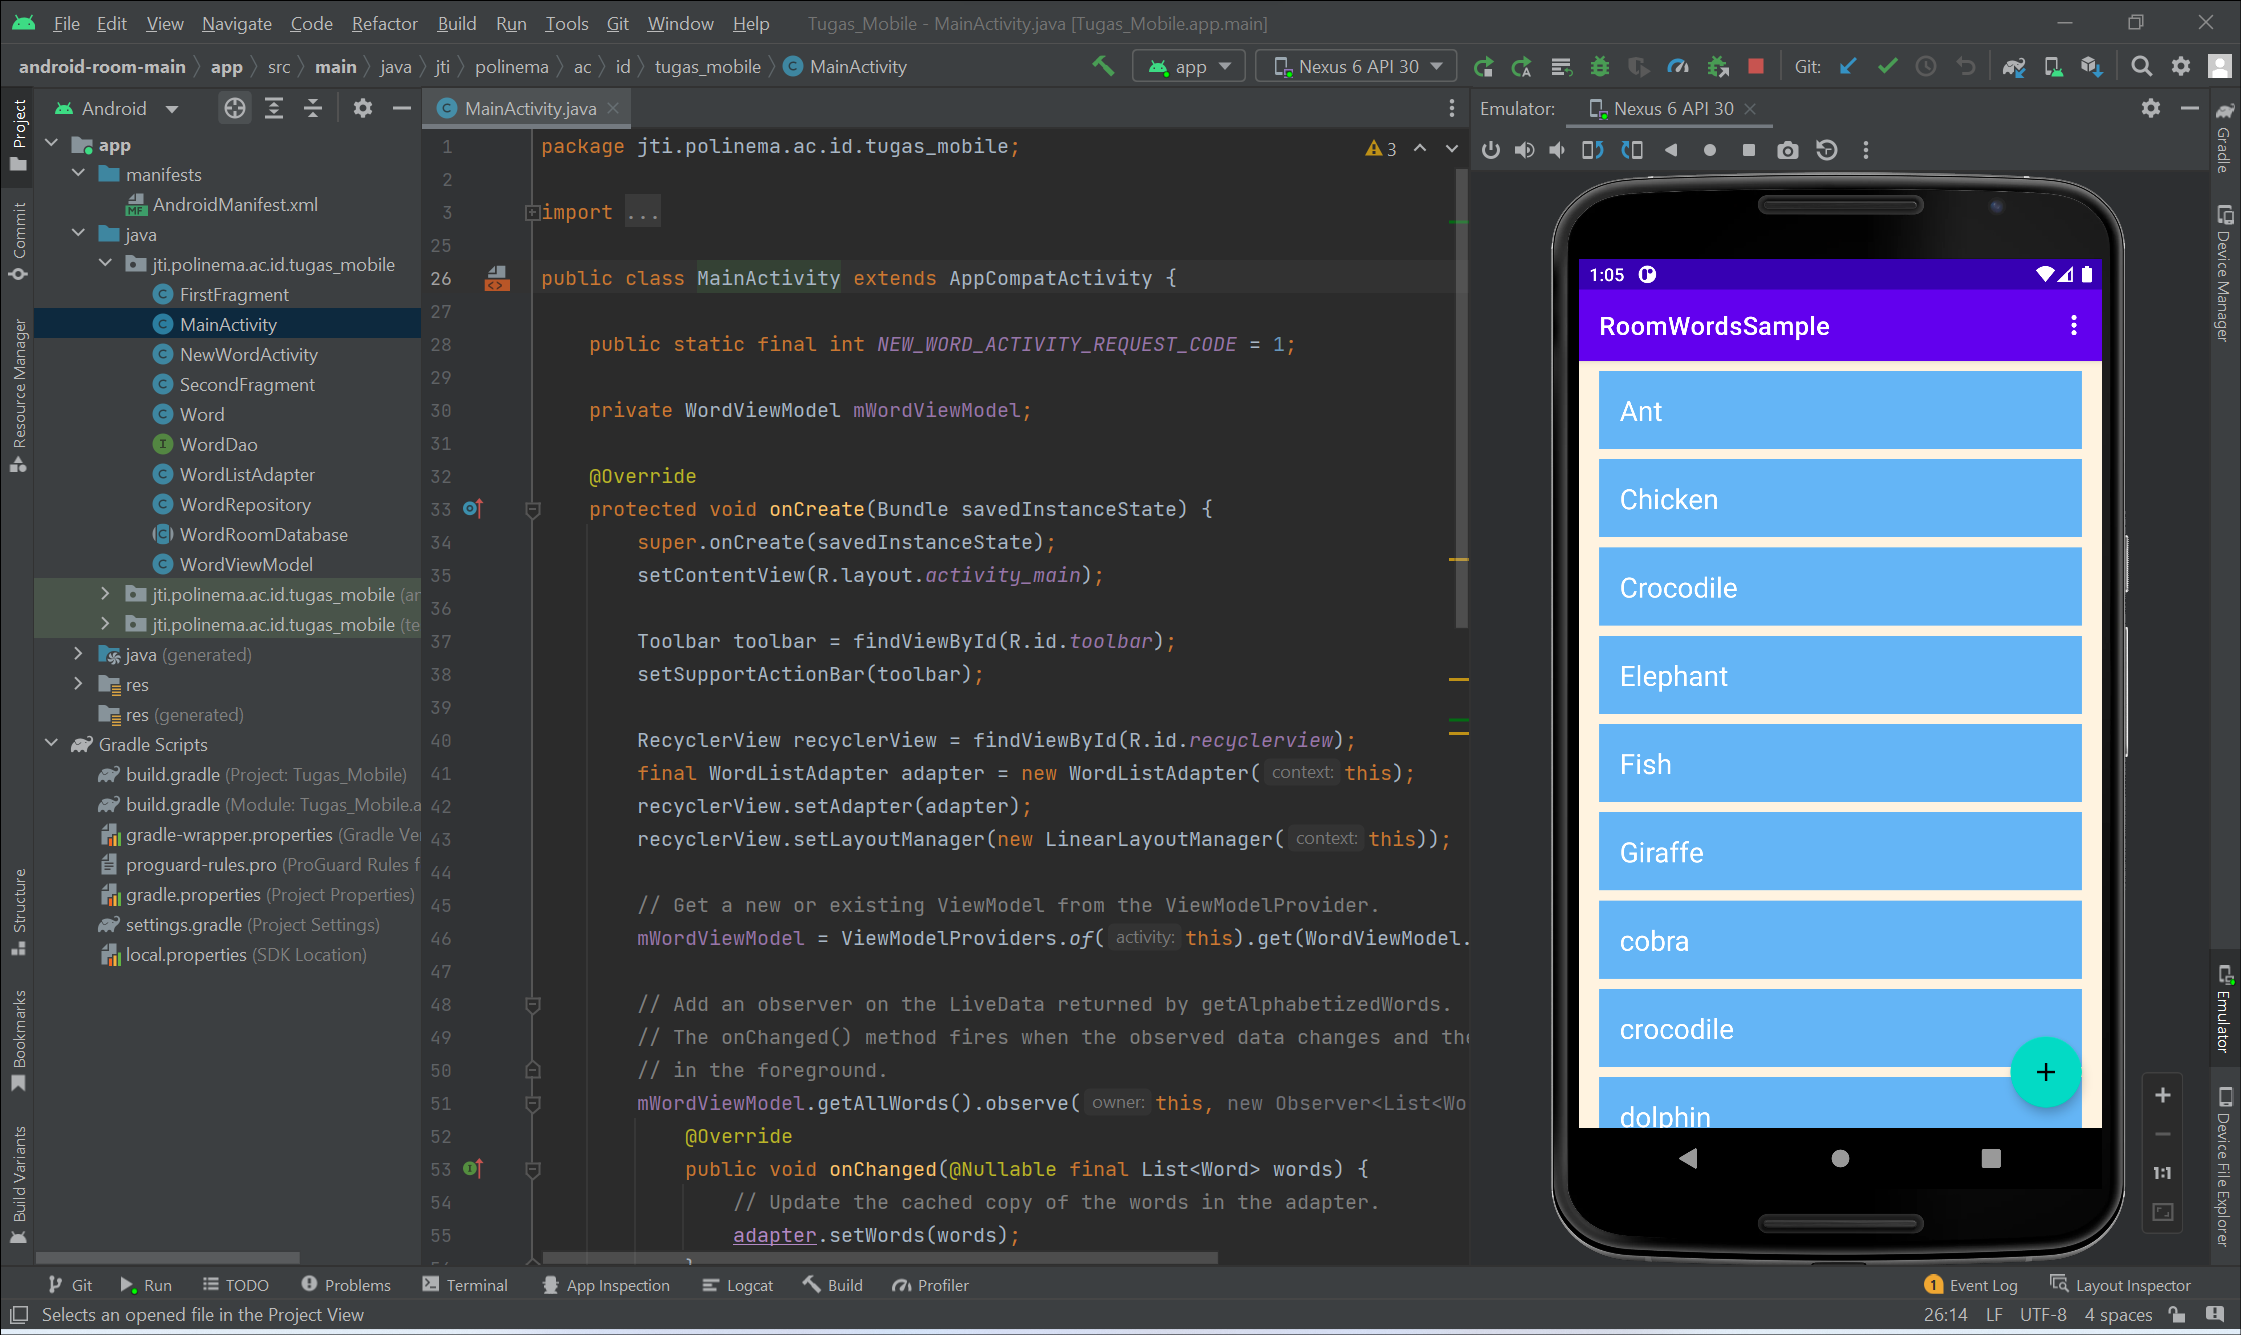 File Edit View Navigate Code Refactor Build Run Tools Git Window Help Tugas_Mobile - MainActivity.java [Tugas_Mobile.app.main]
android-room-main app src main java jti polinema ac id tugas_mobile MainActivity app Nexus 6 API 30 Git:
Project
Commit
Resource Manager
Structure
Bookmarks
Build Variants
Android
app
manifests
AndroidManifest.xml
java
jti.polinema.ac.id.tugas_mobile
FirstFragment
MainActivity
NewWordActivity
SecondFragment
Word
WordDao
WordListAdapter
WordRepository
WordRoomDatabase
WordViewModel
jti.polinema.ac.id.tugas_mobile (an
jti.polinema.ac.id.tugas_mobile (te
java (generated)
res
res (generated)
Gradle Scripts
build.gradle (Project: Tugas_Mobile)
build.gradle (Module: Tugas_Mobile.a
gradle-wrapper.properties (Gradle Ver
proguard-rules.pro (ProGuard Rules f
gradle.properties (Project Properties)
settings.gradle (Project Settings)
local.properties (SDK Location)
MainActivity.java
3
1 package jti.polinema.ac.id.tugas_mobile;
2
3 import ...
25
26 public class MainActivity extends AppCompatActivity {
27
28 public static final int NEW_WORD_ACTIVITY_REQUEST_CODE = 1;
29
30 private WordViewModel mWordViewModel;
31
32 @Override
33 protected void onCreate(Bundle savedInstanceState) {
34 super.onCreate(savedInstanceState);
35 setContentView(R.layout.activity_main);
36
37 Toolbar toolbar = findViewById(R.id.toolbar);
38 setSupportActionBar(toolbar);
39
40 RecyclerView recyclerView = findViewById(R.id.recyclerview);
41 final WordListAdapter adapter = new WordListAdapter( context: this);
42 recyclerView.setAdapter(adapter);
43 recyclerView.setLayoutManager(new LinearLayoutManager( context: this));
44
45 // Get a new or existing ViewModel from the ViewModelProvider.
46 mWordViewModel = ViewModelProviders.of( activity: this).get(WordViewModel.
47
48 // Add an observer on the LiveData returned by getAlphabetizedWords.
49 // The onChanged() method fires when the observed data changes and the
50 // in the foreground.
51 mWordViewModel.getAllWords().observe( owner: this, new Observer<List<Wo
52 @Override
53 public void onChanged(@Nullable final List<Word> words) {
54 // Update the cached copy of the words in the adapter.
55 adapter.setWords(words);
}
Emulator: Nexus 6 API 30
1:05
RoomWordsSample
Ant
Chicken
Crocodile
Elephant
Fish
Giraffe
cobra
crocodile
dolphin
+
1:1
Gradle
Device Manager
Emulator
Device File Explorer
Git Run TODO Problems Terminal App Inspection Logcat Build Profiler 1 Event Log Layout Inspector
Selects an opened file in the Project View 26:14 LF UTF-8 4 spaces